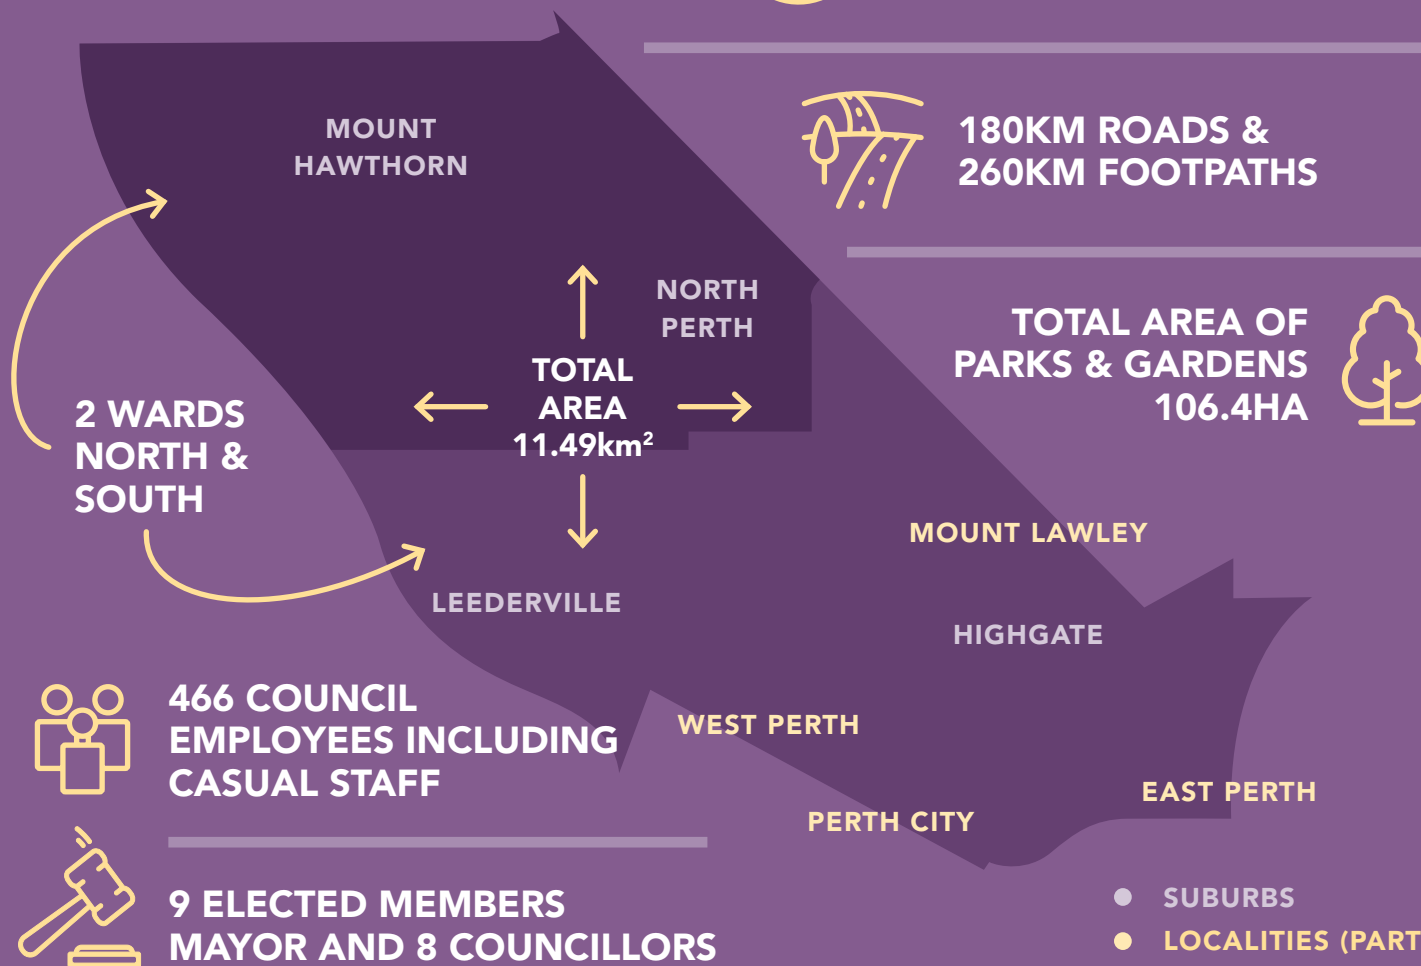 MOUNT
HAWTHORN
180KM ROADS &
260KM FOOTPATHS
NORTH
PERTH
TOTAL
AREA
11.49km²
TOTAL AREA OF
PARKS & GARDENS
106.4HA
2 WARDS
NORTH &
SOUTH
MOUNT LAWLEY
LEEDERVILLE
HIGHGATE
466 COUNCIL
EMPLOYEES INCLUDING
CASUAL STAFF
WEST PERTH
EAST PERTH
PERTH CITY
9 ELECTED MEMBERS
MAYOR AND 8 COUNCILLORS
SUBURBS
LOCALITIES (PART